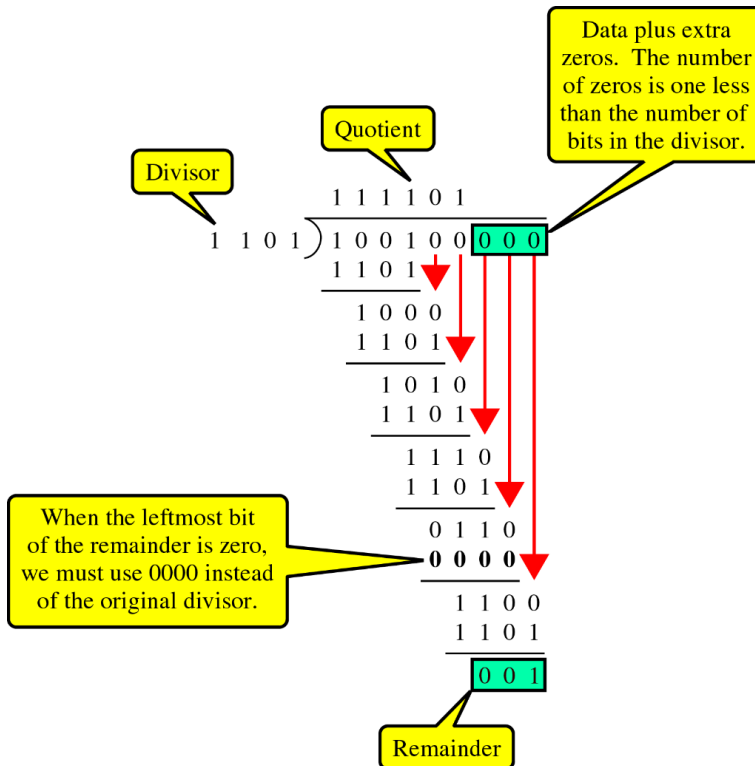 Data plus extra
zeros. The number
of zeros is one less
than the number of
bits in the divisor.
Quotient
Divisor
1 1 1 1 0 1
1 1 0 1 1 0 0 1 0 0 0 0 0
1 1 0 1
1 0 0 0
1 1 0 1
1 0 1 0
1 1 0 1
1 1 1 0
1 1 0 1
When the leftmost bit
of the remainder is zero,
we must use 0000 instead
of the original divisor.
0 1 1 0
0 0 0 0
1 1 0 0
1 1 0 1
0 0 1
Remainder